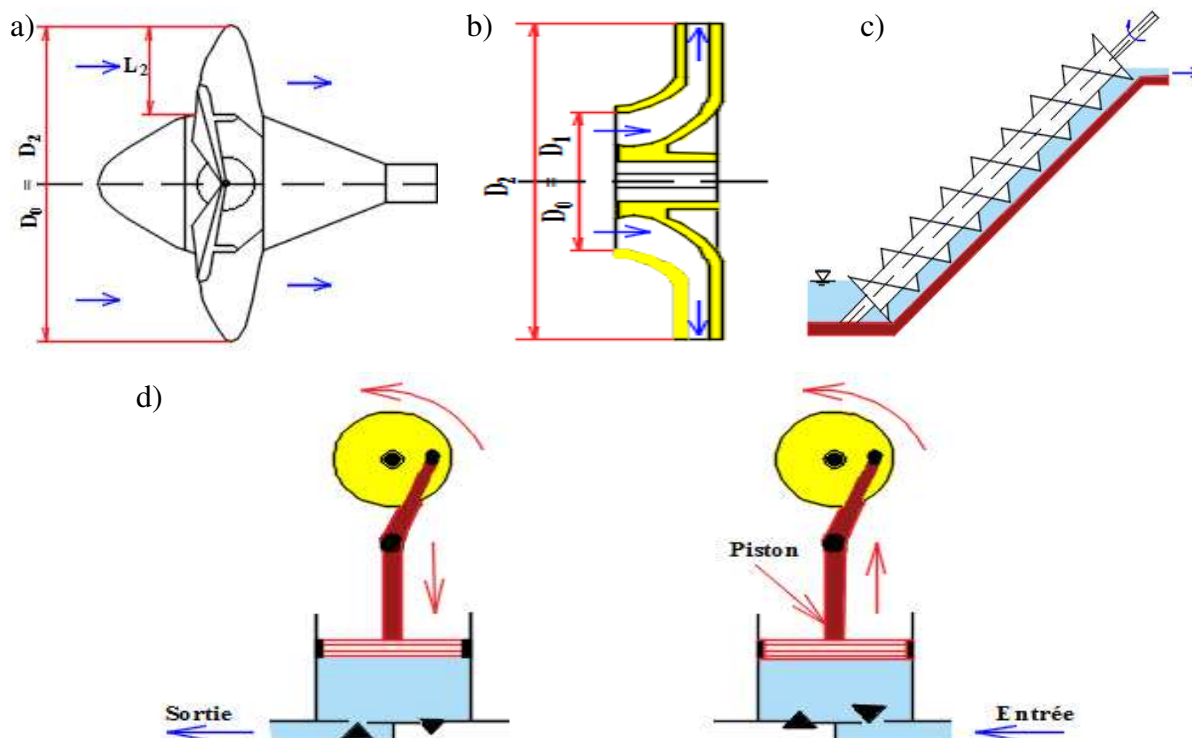 a)
L2
D0 = D2
b)
D2
D0 = D1
c)
d)
Sortie
Piston
Entrée